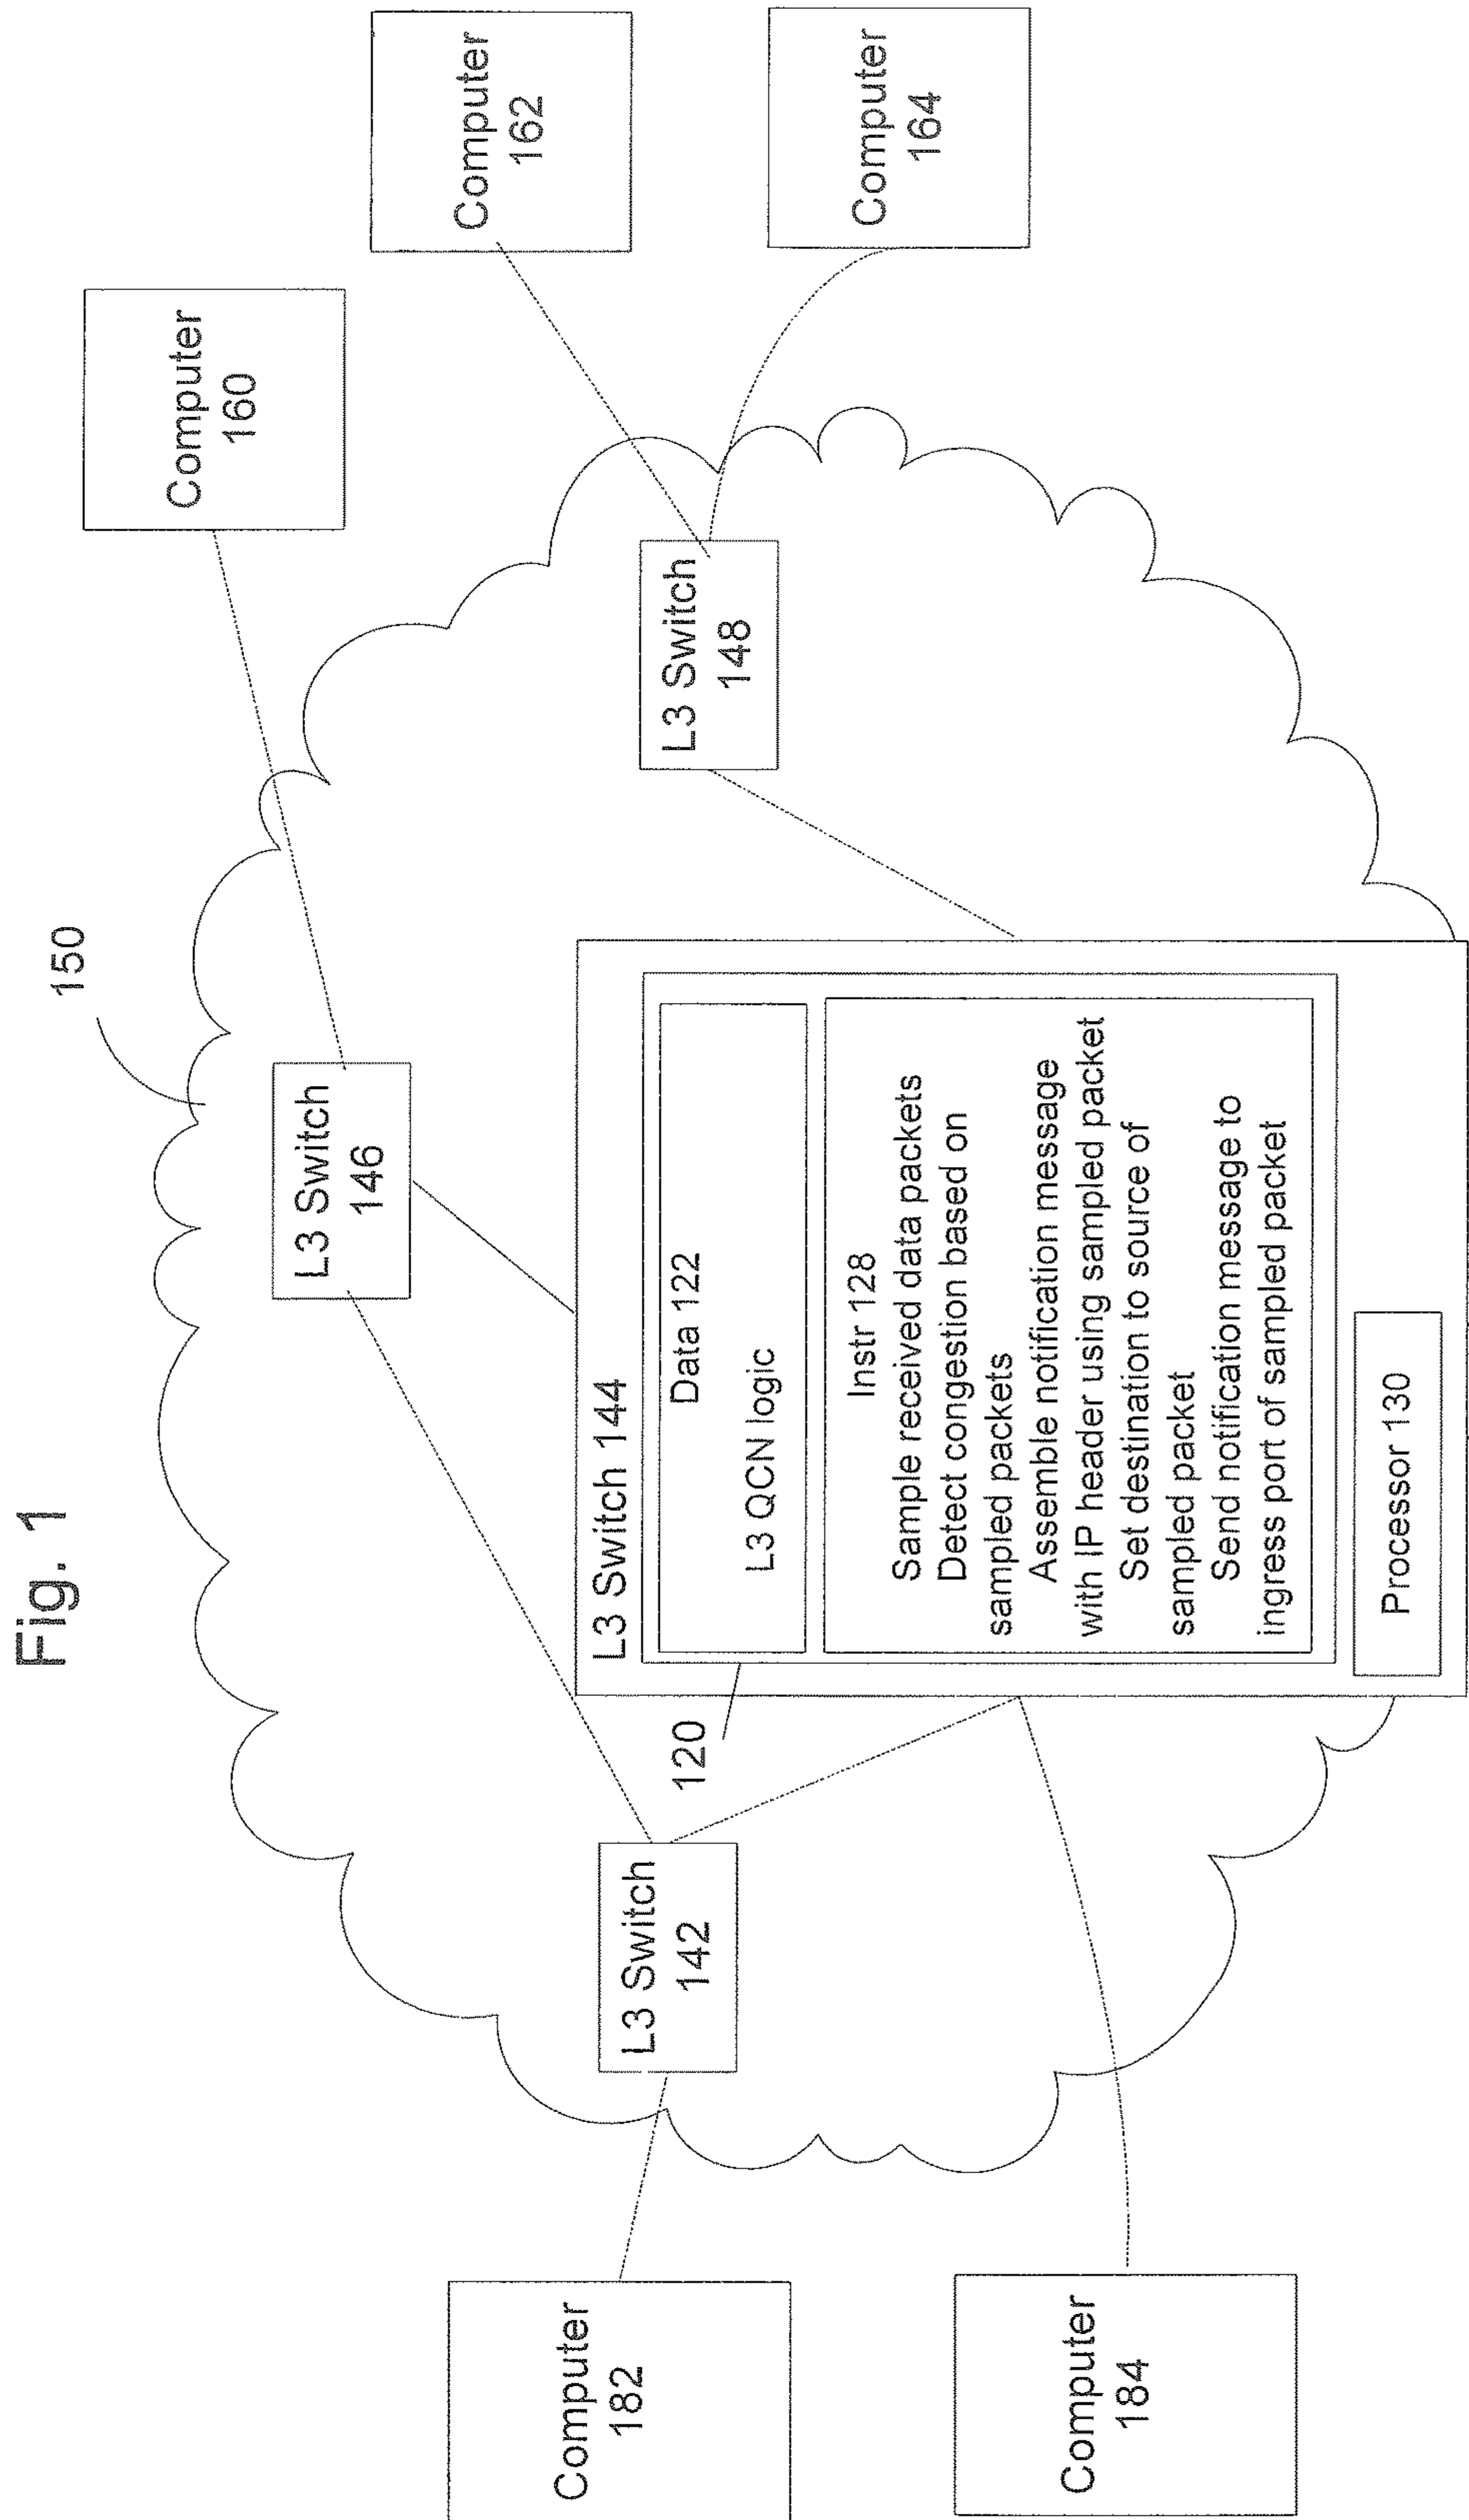 Fig. 1
150
Computer
160
Computer
162
Computer
164
L3 Switch
146
L3 Switch
148
L3 Switch
142
L3 Switch 144
120
Data 122
L3 QCN logic
Instr 128
Sample received data packets
Detect congestion based on
sampled packets
Assemble notification message
with IP header using sampled packet
Set destination to source of
sampled packet
Send notification message to
ingress port of sampled packet
Processor 130
Computer
182
Computer
184